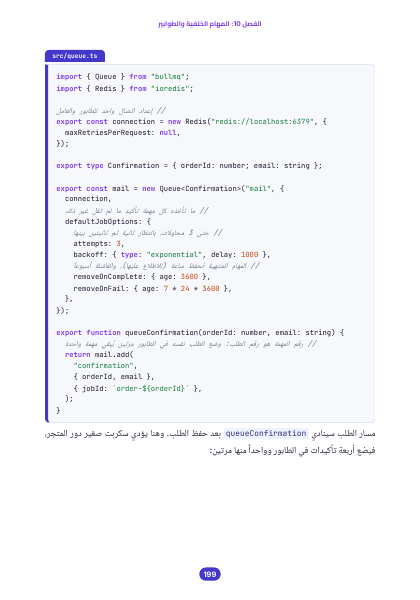 الفصل 10: المهام الخلفية والطوابير
src/queue.ts
import { Queue } from "bullmq";
import { Redis } from "ioredis";
// إعداد اتصال واحد للطابور والعامل
export const connection = new Redis("redis://localhost:6379", {
  maxRetriesPerRequest: null,
});
export type Confirmation = { orderId: number; email: string };
export const mail = new Queue<Confirmation>("mail", {
  connection,
  // ما تأخذه كل مهمة تأكيد ما لم تقل غير ذلك
  defaultJobOptions: {
    // حتى 3 محاولات، بانتظار ثانية ثم ثانيتين بينها
    attempts: 3,
    backoff: { type: "exponential", delay: 1000 },
    // المهام المنتهية تُحفظ ساعة (للاطلاع عليها)، والفاشلة أسبوعاً
    removeOnComplete: { age: 3600 },
    removeOnFail: { age: 7 * 24 * 3600 },
  },
});
export function queueConfirmation(orderId: number, email: string) {
  // رقم المهمة هو رقم الطلب: وضع الطلب نفسه في الطابور مرتين يُبقي مهمة واحدة
  return mail.add(
    "confirmation",
    { orderId, email },
    { jobId: `order-${orderId}` },
  );
}
مسار الطلب سينادي queueConfirmation بعد حفظ الطلب. وهنا يؤدي سكربت صغير دور المتجر،
فيضع أربعة تأكيدات في الطابور وواحداً منها مرتين:
199